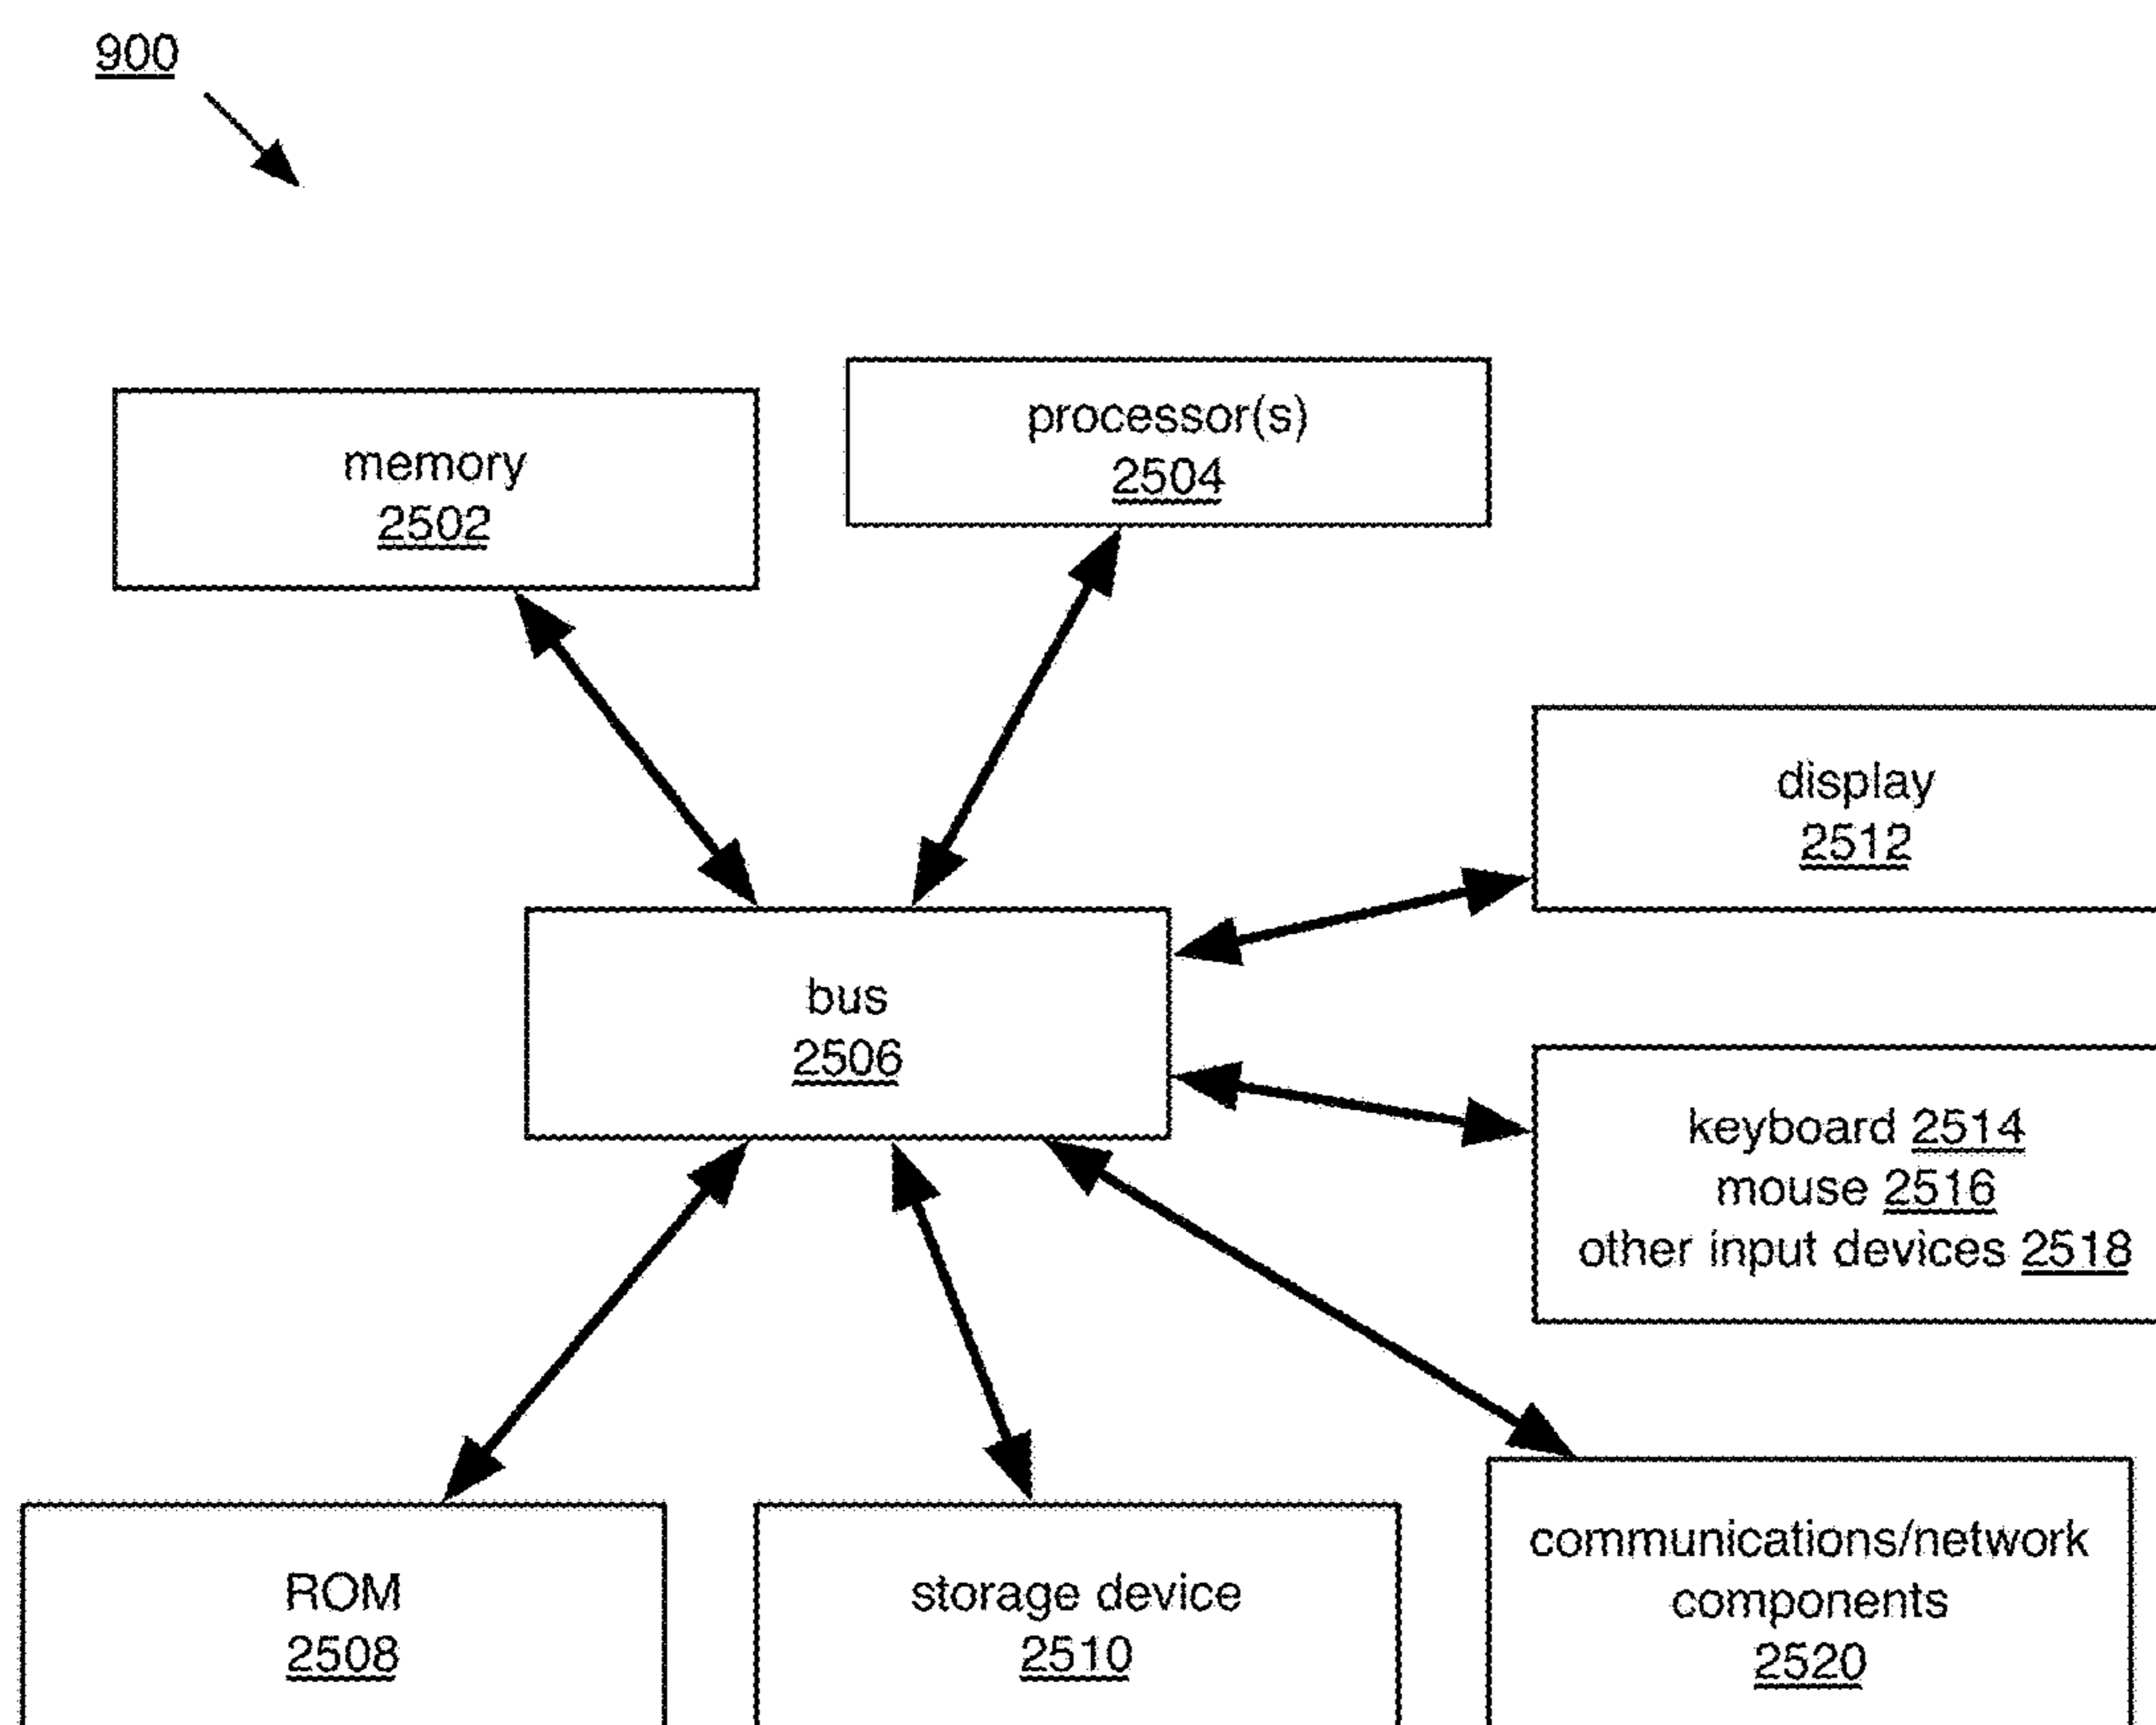 900
memory
2502
processor(s)
2504
display
2512
bus
2506
keyboard 2514
mouse 2516
other input devices 2518
ROM
2508
storage device
2510
communications/network
components
2520